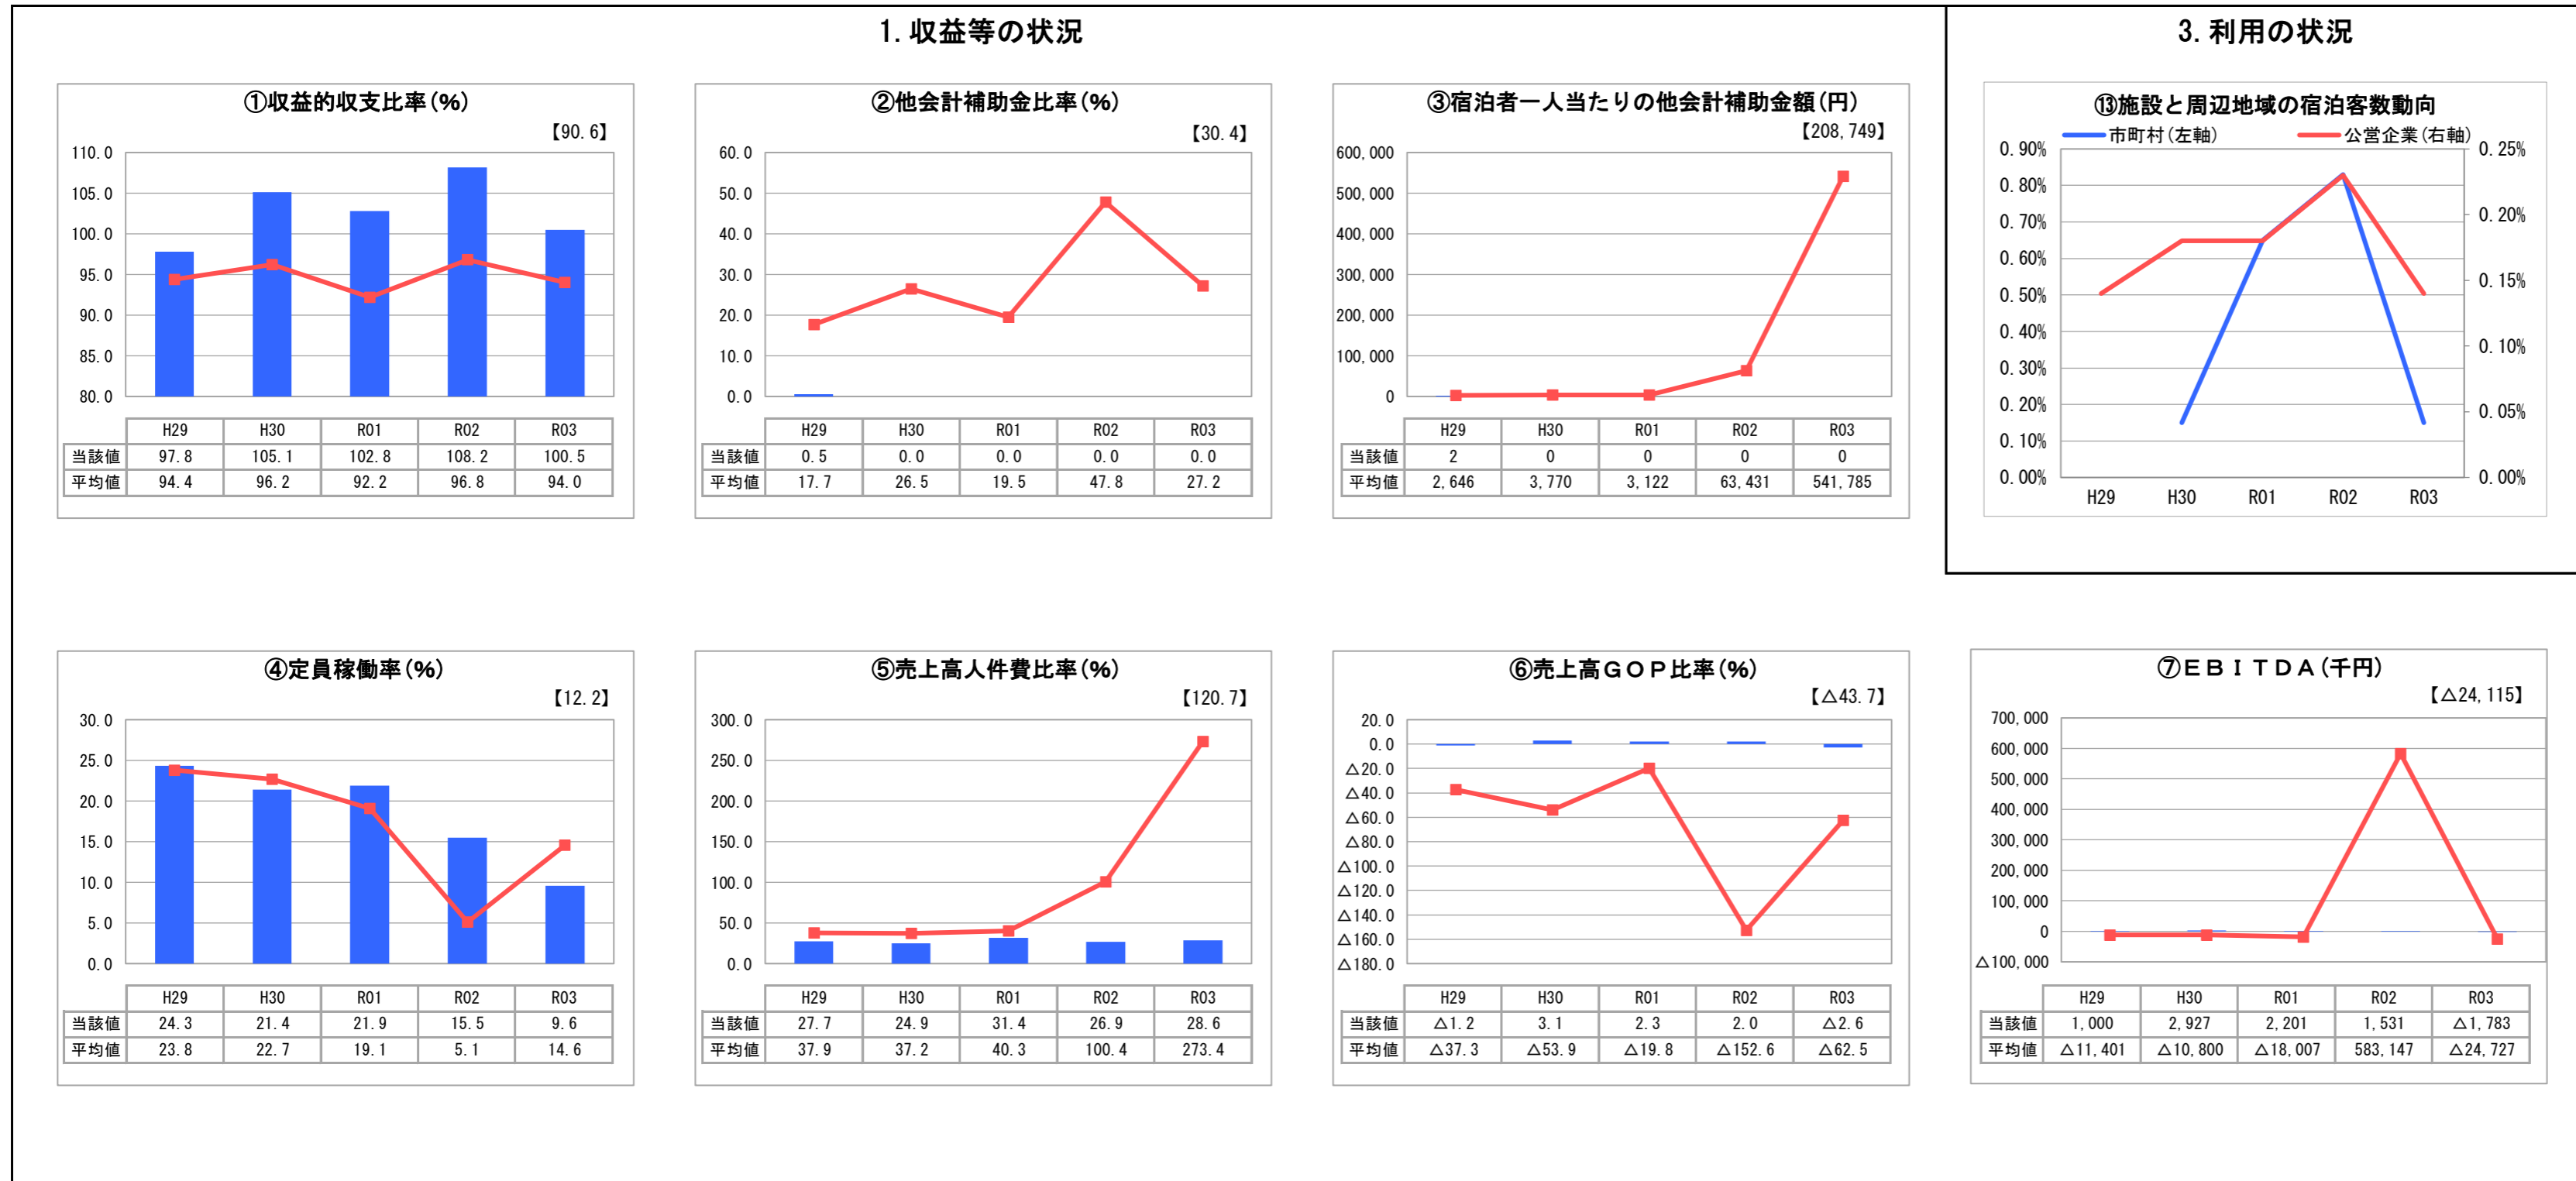 1. 収益等の状況
3. 利用の状況
①収益的収支比率(%)
【90.6】
110.0
105.0
100.0
95.0
90.0
85.0
80.0
H29 H30 R01 R02 R03
当該値 97.8 105.1 102.8 108.2 100.5
平均値 94.4 96.2 92.2 96.8 94.0
②他会計補助金比率(%)
【30.4】
60.0
50.0
40.0
30.0
20.0
10.0
0.0
H29 H30 R01 R02 R03
当該値 0.5 0.0 0.0 0.0 0.0
平均値 17.7 26.5 19.5 47.8 27.2
③宿泊者一人当たりの他会計補助金額(円)
【208,749】
600,000
500,000
400,000
300,000
200,000
100,000
0
H29 H30 R01 R02 R03
当該値 2 0 0 0 0
平均値 2,646 3,770 3,122 63,431 541,785
⑬施設と周辺地域の宿泊客数動向
市町村(左軸) 公営企業(右軸)
0.90%
0.80%
0.70%
0.60%
0.50%
0.40%
0.30%
0.20%
0.10%
0.00%
0.25%
0.20%
0.15%
0.10%
0.05%
0.00%
H29 H30 R01 R02 R03
④定員稼働率(%)
【12.2】
30.0
25.0
20.0
15.0
10.0
5.0
0.0
H29 H30 R01 R02 R03
当該値 24.3 21.4 21.9 15.5 9.6
平均値 23.8 22.7 19.1 5.1 14.6
⑤売上高人件費比率(%)
【120.7】
300.0
250.0
200.0
150.0
100.0
50.0
0.0
H29 H30 R01 R02 R03
当該値 27.7 24.9 31.4 26.9 28.6
平均値 37.9 37.2 40.3 100.4 273.4
⑥売上高ＧＯＰ比率(%)
【△43.7】
20.0
0.0
△20.0
△40.0
△60.0
△80.0
△100.0
△120.0
△140.0
△160.0
△180.0
H29 H30 R01 R02 R03
当該値 △1.2 3.1 2.3 2.0 △2.6
平均値 △37.3 △53.9 △19.8 △152.6 △62.5
⑦ＥＢＩＴＤＡ(千円)
【△24,115】
700,000
600,000
500,000
400,000
300,000
200,000
100,000
0
△100,000
H29 H30 R01 R02 R03
当該値 1,000 2,927 2,201 1,531 △1,783
平均値 △11,401 △10,800 △18,007 583,147 △24,727